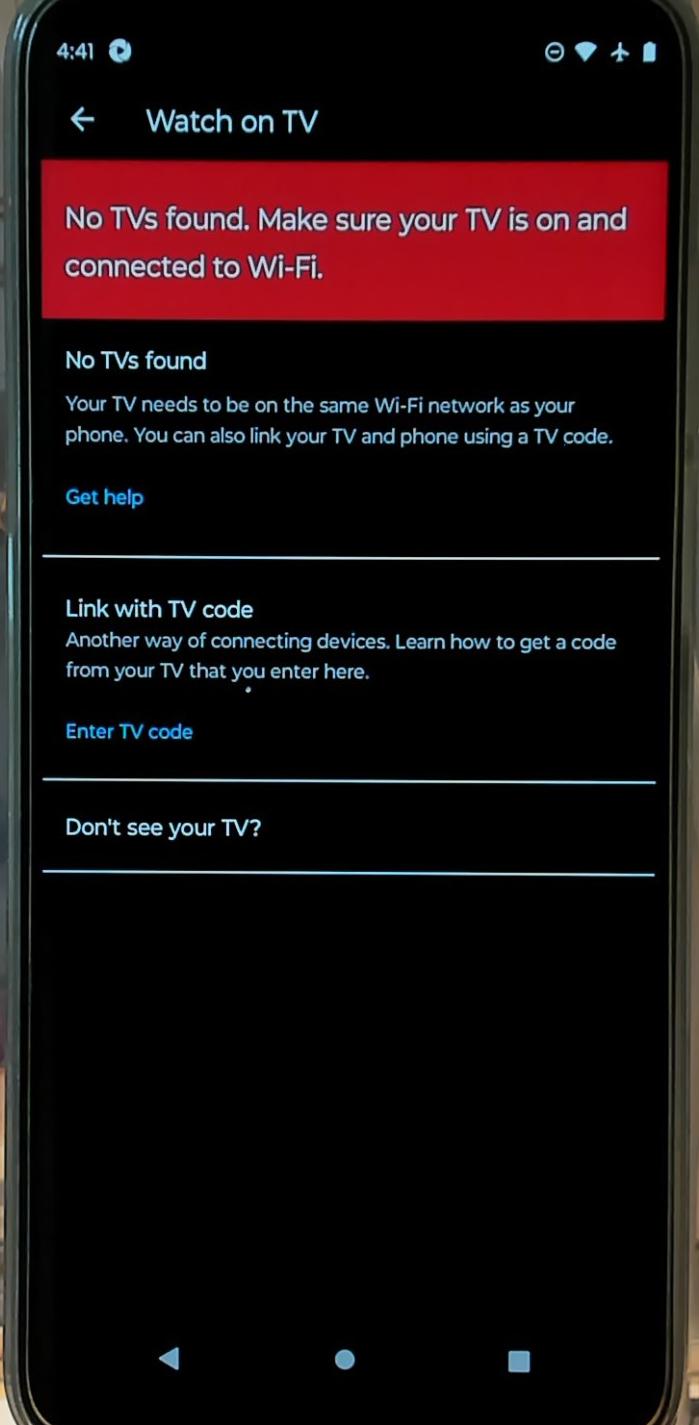 4:41
Watch on TV
No TVs found. Make sure your TV is on and
connected to Wi-Fi.
No TVs found
Your TV needs to be on the same Wi-Fi network as your
phone. You can also link your TV and phone using a TV code.
Get help
Link with TV code
Another way of connecting devices. Learn how to get a code
from your TV that you enter here.
Enter TV code
Don't see your TV?